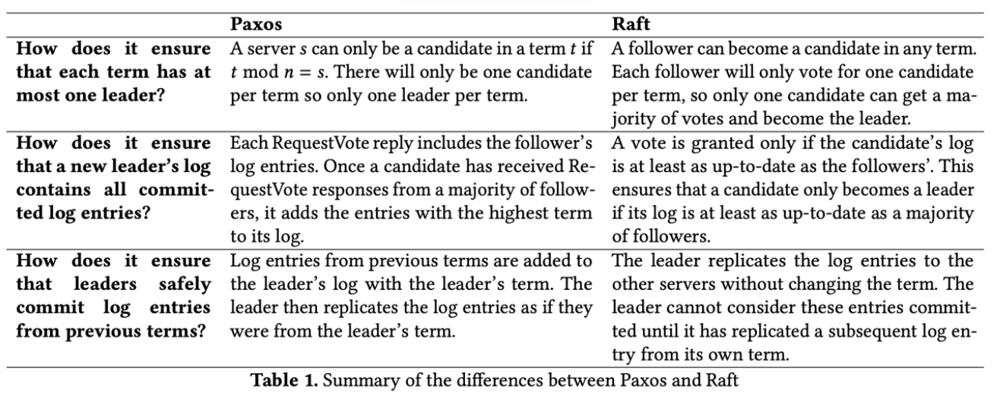 Paxos Raft
How does it ensure
that each term has at
most one leader?
A server s can only be a candidate in a term t if
t mod n = s. There will only be one candidate
per term so only one leader per term.
A follower can become a candidate in any term.
Each follower will only vote for one candidate
per term, so only one candidate can get a ma-
jority of votes and become the leader.
How does it ensure
that a new leader's log
contains all commit-
ted log entries?
Each RequestVote reply includes the follower's
log entries. Once a candidate has received Re-
questVote responses from a majority of follow-
ers, it adds the entries with the highest term
to its log.
A vote is granted only if the candidate's log
is at least as up-to-date as the followers'. This
ensures that a candidate only becomes a leader
if its log is at least as up-to-date as a majority
of followers.
How does it ensure
that leaders safely
commit log entries
from previous terms?
Log entries from previous terms are added to
the leader's log with the leader's term. The
leader then replicates the log entries as if they
were from the leader's term.
The leader replicates the log entries to the
other servers without changing the term. The
leader cannot consider these entries commit-
ted until it has replicated a subsequent log en-
try from its own term.
Table 1. Summary of the differences between Paxos and Raft